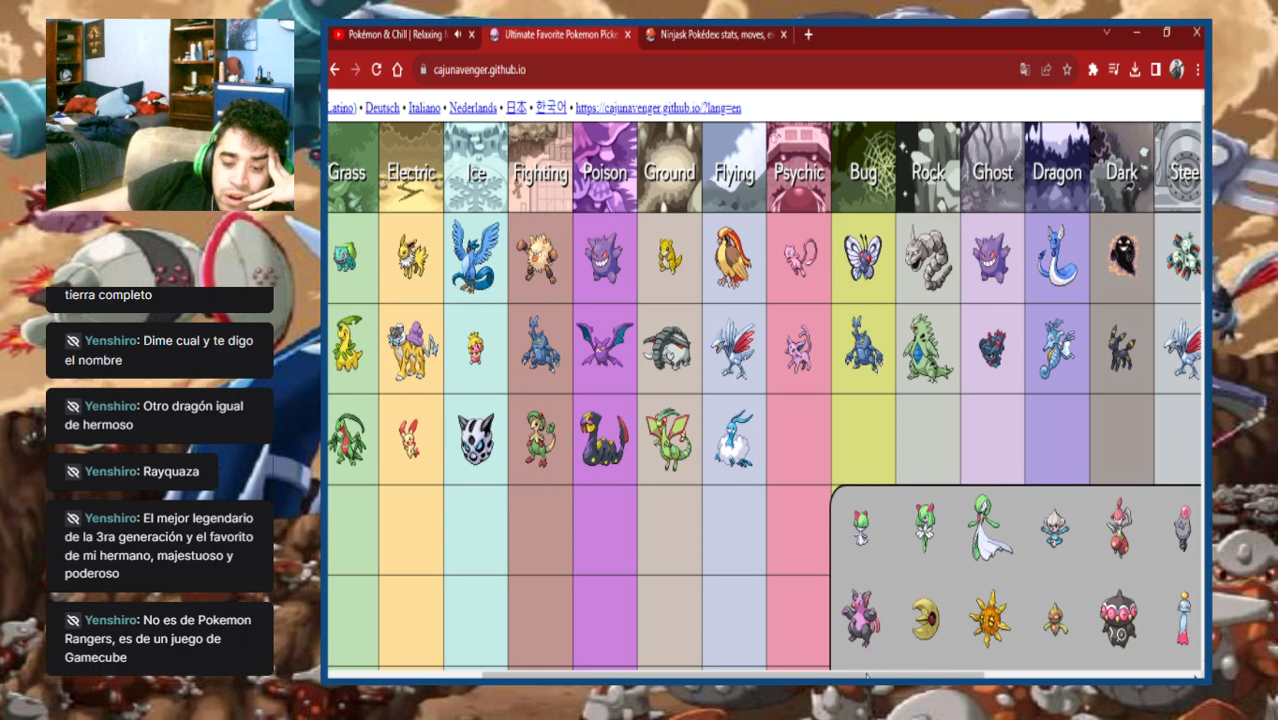 Pokémon & Chill | Relaxing
Ultimate Favorite Pokemon Picke
Ninjask Pokédex: stats, moves, e
cajunavenger.github.io
Latino) • Deutsch • Italiano • Nederlands • 日本 • 한국어 • https://cajunavenger.github.io/?lang=en
Grass Electric Ice Fighting Poison Ground Flying Psychic Bug Rock Ghost Dragon Dark Steel
tierra completo
Yenshiro: Dime cual y te digo
el nombre
Yenshiro: Otro dragón igual
de hermoso
Yenshiro: Rayquaza
Yenshiro: El mejor legendario
de la 3ra generación y el favorito
de mi hermano, majestuoso y
poderoso
Yenshiro: No es de Pokemon
Rangers, es de un juego de
Gamecube